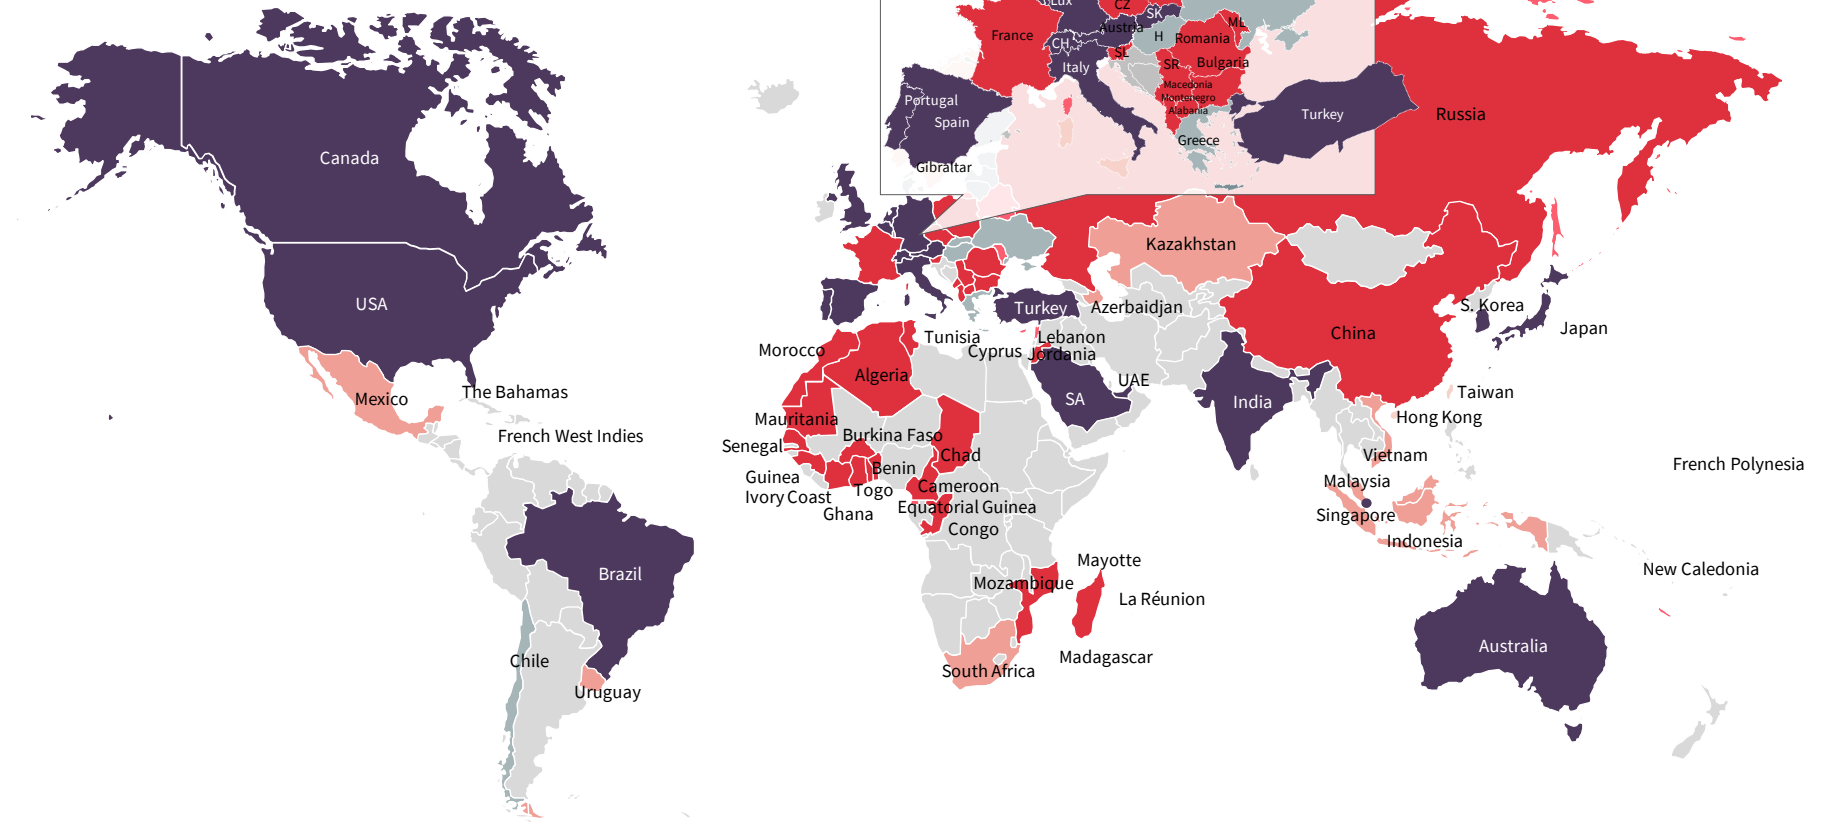 Lux
CZ
SK
Austria
CH
H
ML
France
Romania
SL
Italy
SR
Bulgaria
Macedonia
Montenegro
Alabania
Portugal
Spain
Turkey
Greece
Gibraltar
Russia
Canada
Kazakhstan
USA
Turkey
Azerbaidjan
S. Korea
Japan
China
Tunisia
Lebanon
Morocco
Cyprus
Jordania
Algeria
UAE
The Bahamas
Mexico
SA
India
Taiwan
Hong Kong
Mauritania
French West Indies
Burkina Faso
Senegal
Chad
Vietnam
French Polynesia
Guinea
Benin
Malaysia
Ivory Coast
Togo
Cameroon
Ghana
Equatorial Guinea
Singapore
Congo
Indonesia
Mayotte
New Caledonia
Brazil
Mozambique
La Réunion
Chile
Madagascar
Australia
South Africa
Uruguay